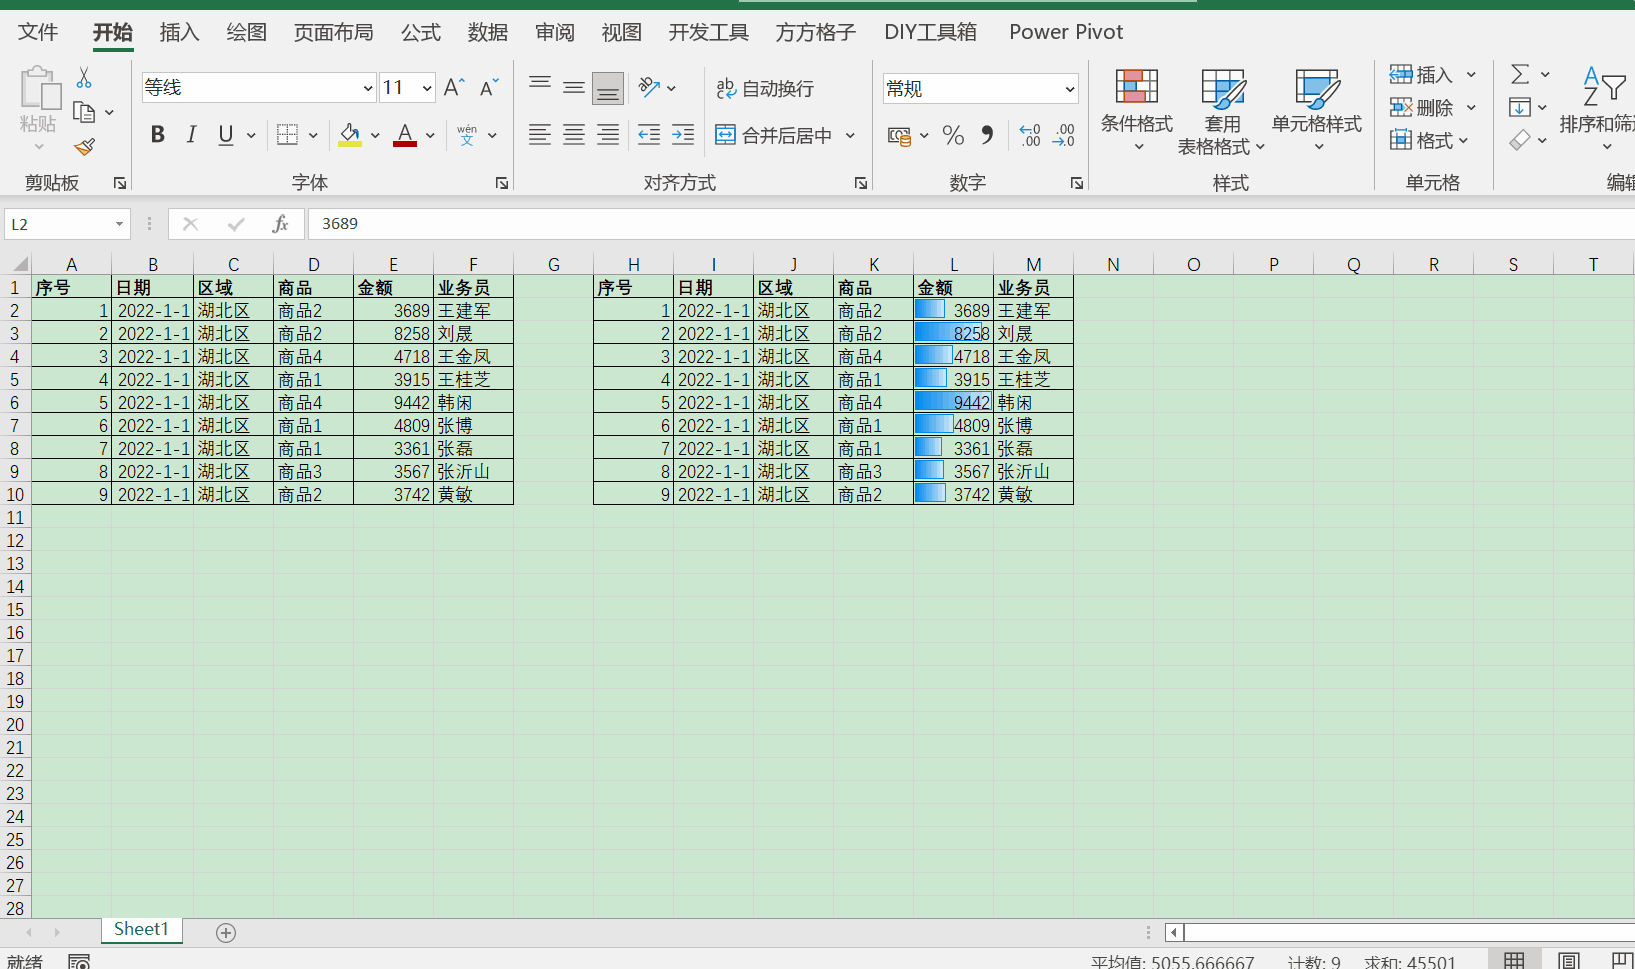 文件 开始 插入 绘图 页面布局 公式 数据 审阅 视图 开发工具 方方格子 DIY工具箱 Power Pivot
等线 11 A A ab 自动换行 常规 插入
粘贴 删除
条件格式 套用 单元格样式 排序和筛
B I U A wén 文 合并后居中 % 表格格式 格式
剪贴板 字体 对齐方式 数字 样式 单元格 编辑
L2 fx 3689
A B C D E F G H I J K L M N O P Q R S T
1 序号 日期 区域 商品 金额 业务员 序号 日期 区域 商品 金额 业务员
2 1 2022-1-1 湖北区 商品2 3689 王建军 1 2022-1-1 湖北区 商品2 3689 王建军
3 2 2022-1-1 湖北区 商品2 8258 刘晟 2 2022-1-1 湖北区 商品2 8258 刘晟
4 3 2022-1-1 湖北区 商品4 4718 王金凤 3 2022-1-1 湖北区 商品4 4718 王金凤
5 4 2022-1-1 湖北区 商品1 3915 王桂芝 4 2022-1-1 湖北区 商品1 3915 王桂芝
6 5 2022-1-1 湖北区 商品4 9442 韩闲 5 2022-1-1 湖北区 商品4 9442 韩闲
7 6 2022-1-1 湖北区 商品1 4809 张博 6 2022-1-1 湖北区 商品1 4809 张博
8 7 2022-1-1 湖北区 商品1 3361 张磊 7 2022-1-1 湖北区 商品1 3361 张磊
9 8 2022-1-1 湖北区 商品3 3567 张沂山 8 2022-1-1 湖北区 商品3 3567 张沂山
10 9 2022-1-1 湖北区 商品2 3742 黄敏 9 2022-1-1 湖北区 商品2 3742 黄敏
11
12
13
14
15
16
17
18
19
20
21
22
23
24
25
26
27
28
Sheet1
就绪 平均值: 5055.666667 计数: 9 求和: 45501